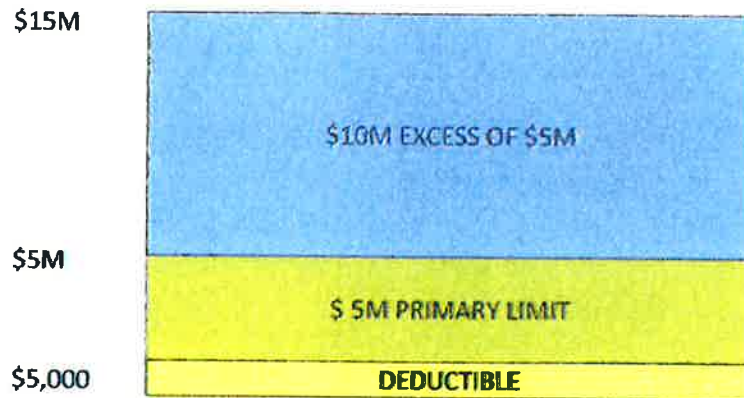 $15M
$10M EXCESS OF $5M
$5M
$ 5M PRIMARY LIMIT
$5,000
DEDUCTIBLE